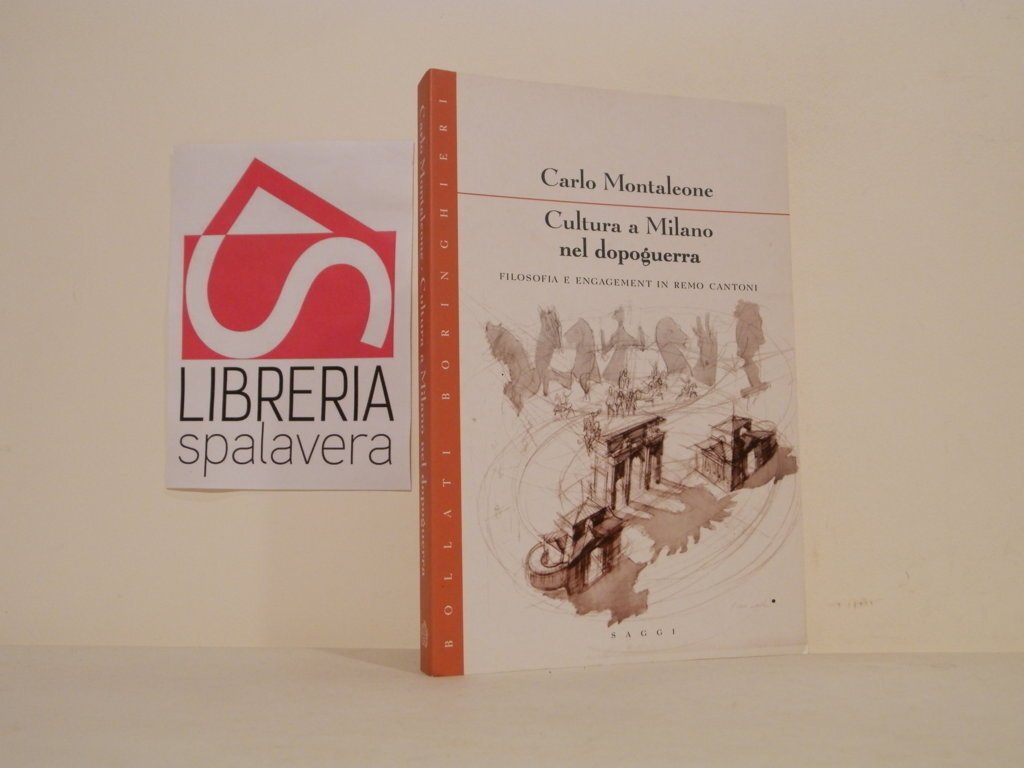 LIBRERIA
spalavera
Carlo Montaleone · Cultura a Milano nel dopoguerra
BOLLATI BORINGHIERI
Carlo Montaleone
Cultura a Milano
nel dopoguerra
FILOSOFIA E ENGAGEMENT IN REMO CANTONI
SAGGI